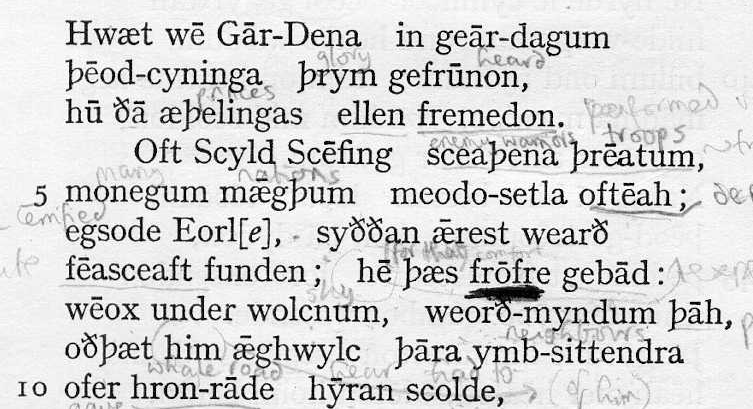 Hwæt wē Gār-Dena in geār-dagum
glory heard
þēod-cyninga þrym gefrūnon,
princes performed
hū ðā æþelingas ellen fremedon.
enemy warriors troops
Oft Scyld Scēfing sceaþena þrēatum,
many nations
5 monegum mǣgþum meodo-setla oftēah;
egsode Eorl[e], syððan ǣrest wearð
(for that comfort
fēasceaft funden; hē þæs frōfre gebād:
sky
wēox under wolcnum, weorð-myndum þāh,
neighbours
oðþæt him ǣghwylc þāra ymb-sittendra
whale road hear had to (of him)
10 ofer hron-rāde hȳran scolde,